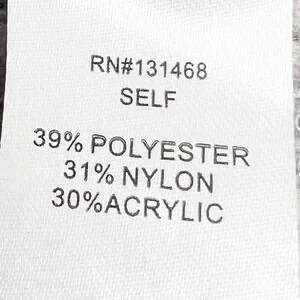 RN#131468
SELF
39% POLYESTER
31% NYLON
30%ACRYLIC